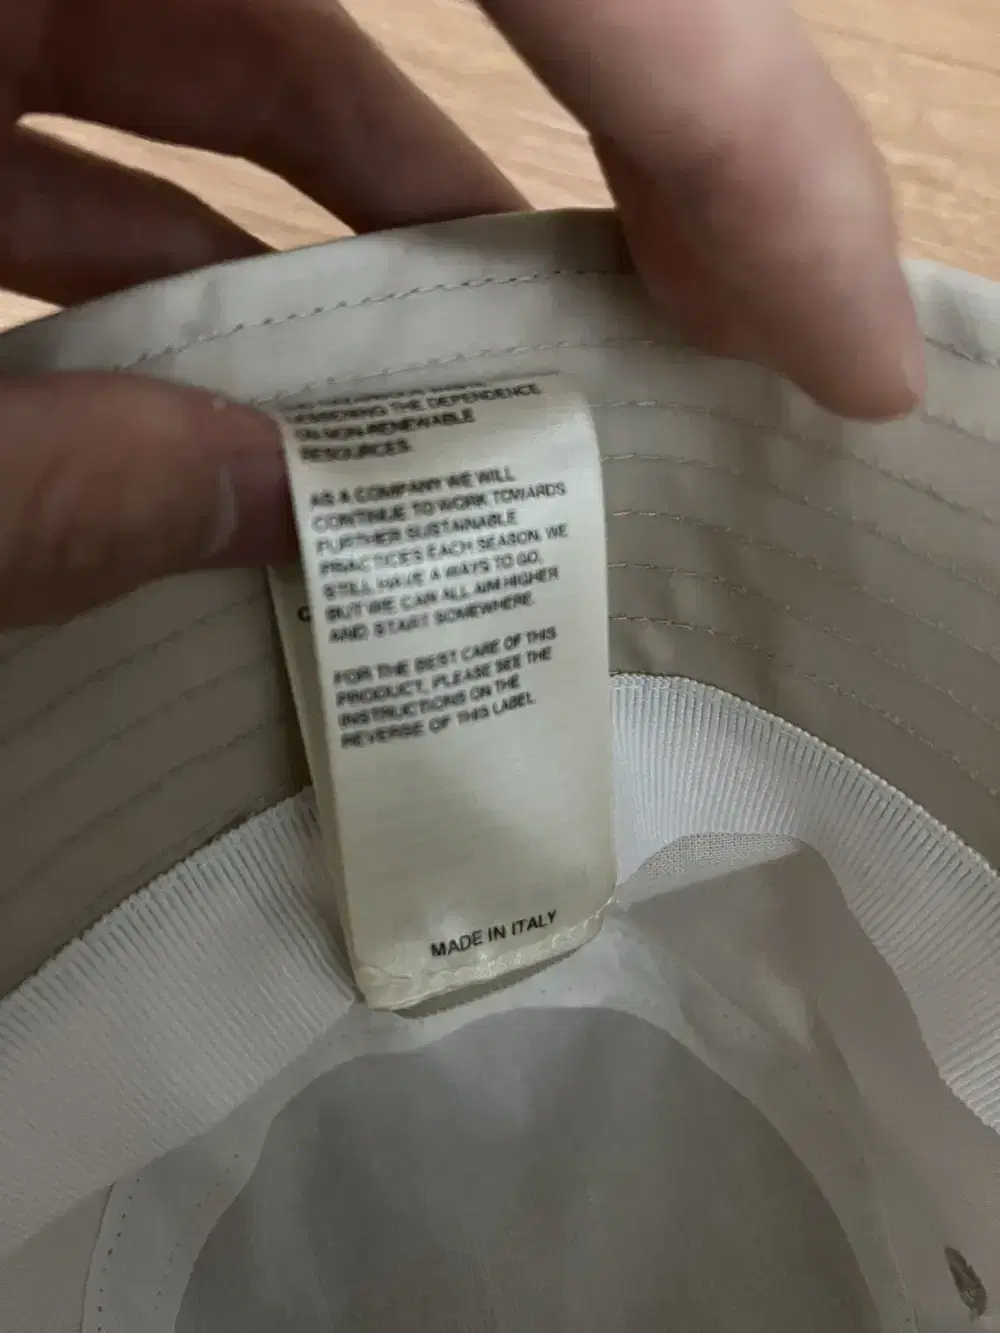 LESSENING THE DEPENDENCE
ON NON-RENEWABLE
RESOURCES.
AS A COMPANY WE WILL
CONTINUE TO WORK TOWARDS
FURTHER SUSTAINABLE
PRACTICES EACH SEASON. WE
STILL HAVE A WAYS TO GO,
BUT WE CAN ALL AIM HIGHER
AND START SOMEWHERE.
FOR THE BEST CARE OF THIS
PRODUCT, PLEASE SEE THE
INSTRUCTIONS ON THE
REVERSE OF THIS LABEL.
MADE IN ITALY